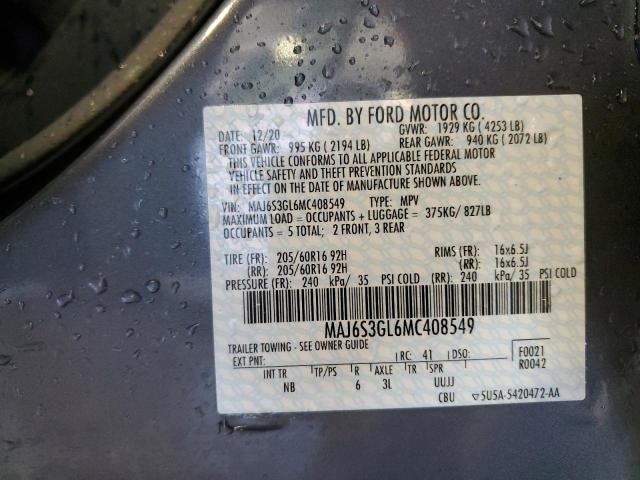 MFD. BY FORD MOTOR CO.
DATE: 12/20 GVWR: 1929 KG ( 4253 LB)
FRONT GAWR: 995 KG ( 2194 LB) REAR GAWR: 940 KG ( 2072 LB)
THIS VEHICLE CONFORMS TO ALL APPLICABLE FEDERAL MOTOR
VEHICLE SAFETY AND THEFT PREVENTION STANDARDS
IN EFFECT ON THE DATE OF MANUFACTURE SHOWN ABOVE.
VIN: MAJ6S3GL6MC408549 TYPE: MPV
MAXIMUM LOAD = OCCUPANTS + LUGGAGE = 375KG/ 827LB
OCCUPANTS = 5 TOTAL; 2 FRONT, 3 REAR
TIRE (FR): 205/60R16 92H RIMS (FR): 16x6.5J
(RR): 205/60R16 92H (RR): 16x6.5J
PRESSURE (FR): 240 kPa/ 35 PSI COLD (RR): 240 kPa/ 35 PSI COLD
MAJ6S3GL6MC408549
TRAILER TOWING - SEE OWNER GUIDE
EXT PNT: RC: 41 DSO: F0021
R0042
INT TR TP/PS R AXLE TR SPR
NB 6 3L UUJJ
CBU ▽5U5A-5420472-AA